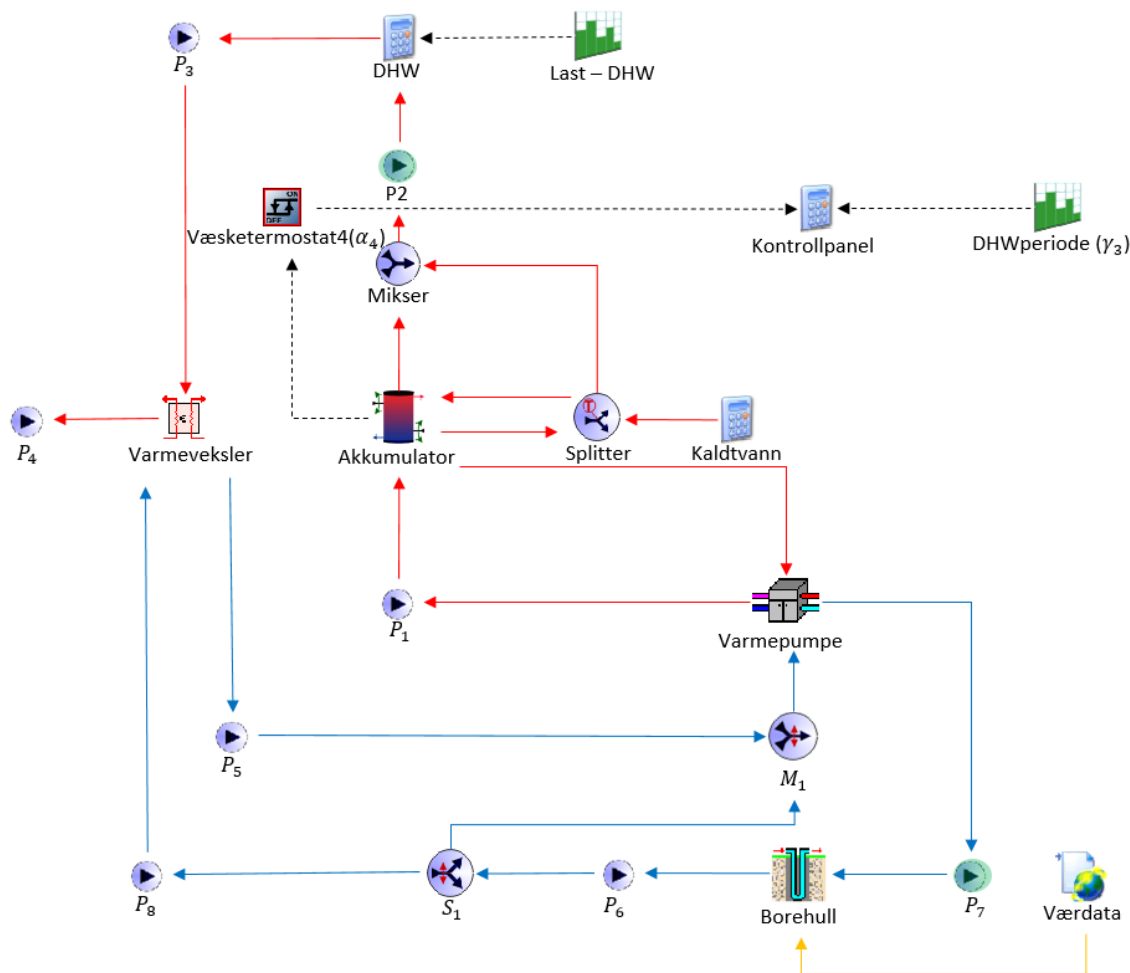 P₃
DHW
Last – DHW
P2
Væsketermostat4(α₄)
Kontrollpanel
DHWperiode (γ₃)
Mikser
P₄
Varmeveksler
Akkumulator
Splitter
Kaldtvann
P₁
Varmepumpe
P₅
M₁
P₈
S₁
P₆
Borehull
P₇
Værdata